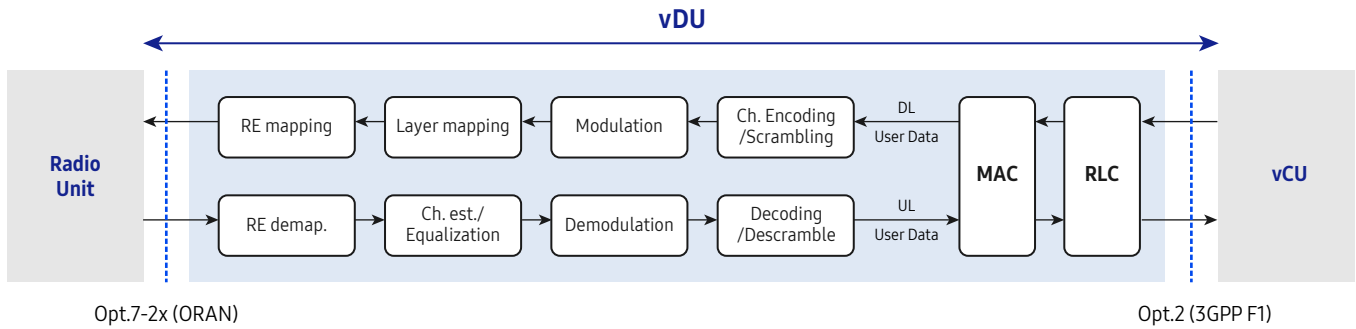 vDU
Radio
Unit
RE mapping
Layer mapping
Modulation
Ch. Encoding
/Scrambling
DL
User Data
MAC
RLC
vCU
RE demap.
Ch. est./
Equalization
Demodulation
Decoding
/Descramble
UL
User Data
Opt.7-2x (ORAN)
Opt.2 (3GPP F1)